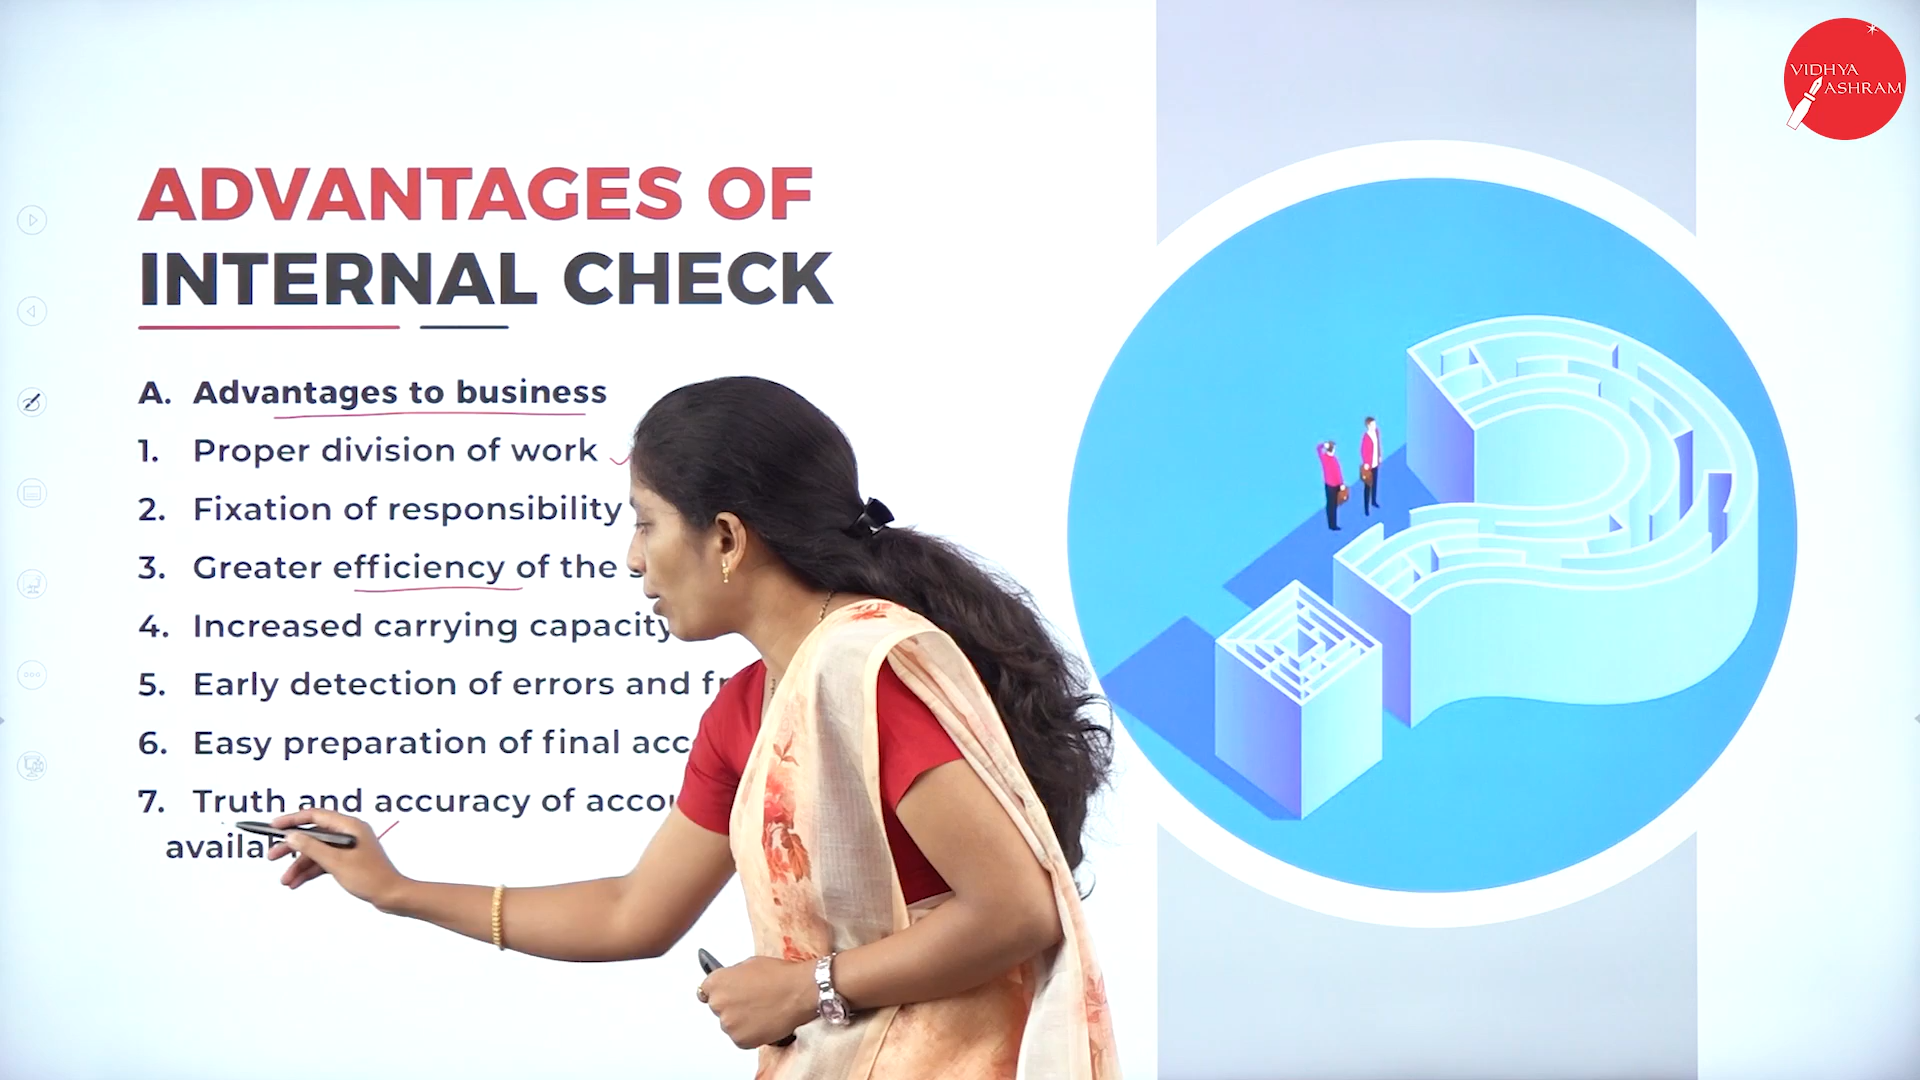 VIDHYA
ASHRAM
ADVANTAGES OF
INTERNAL CHECK
A. Advantages to business
1. Proper division of work
2. Fixation of responsibility
3. Greater efficiency of the
4. Increased carrying capacity
5. Early detection of errors and
6. Easy preparation of final
7. Truth and accuracy of